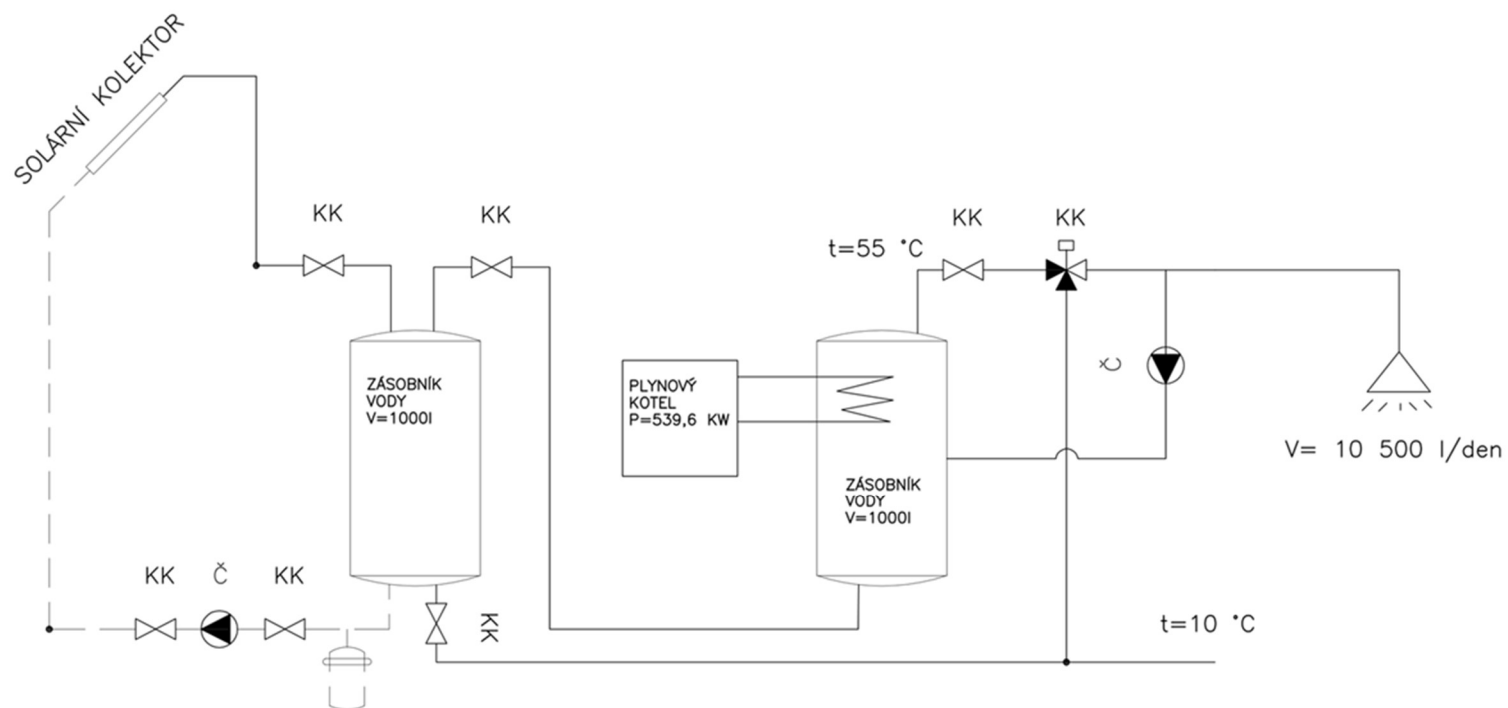 SOLÁRNÍ KOLEKTOR
KK
KK
KK
KK
t=55 °C
ZÁSOBNÍK
VODY
V=1000l
PLYNOVÝ
KOTEL
P=539,6 KW
Č
V= 10 500 l/den
ZÁSOBNÍK
VODY
V=1000l
KK
Č
KK
KK
t=10 °C